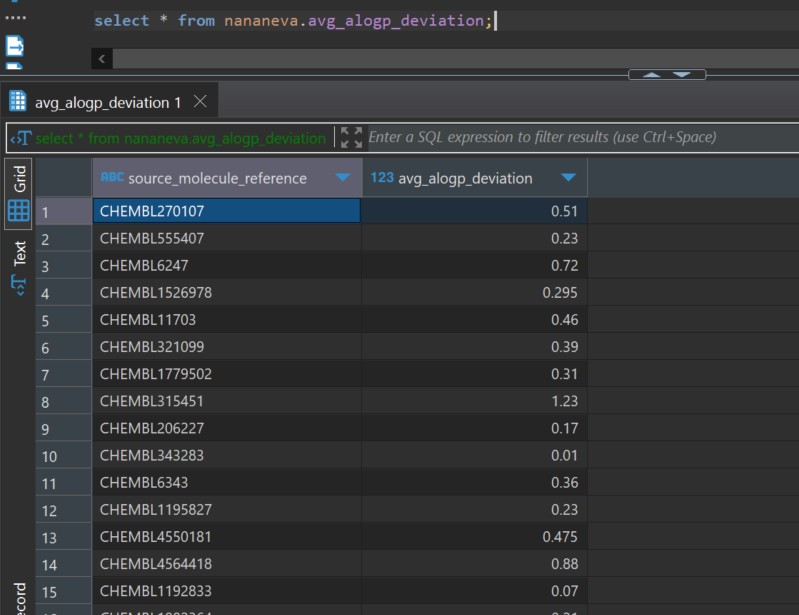 select * from nananeva.avg_alogp_deviation;
avg_alogp_deviation 1
select * from nananeva.avg_alogp_deviation
Enter a SQL expression to filter results (use Ctrl+Space)
Grid
Text
ABC source_molecule_reference
123 avg_alogp_deviation
1 CHEMBL270107 0.51
2 CHEMBL555407 0.23
3 CHEMBL6247 0.72
4 CHEMBL1526978 0.295
5 CHEMBL11703 0.46
6 CHEMBL321099 0.39
7 CHEMBL1779502 0.31
8 CHEMBL315451 1.23
9 CHEMBL206227 0.17
10 CHEMBL343283 0.01
11 CHEMBL6343 0.36
12 CHEMBL1195827 0.23
13 CHEMBL4550181 0.475
14 CHEMBL4564418 0.88
15 CHEMBL1192833 0.07
ecord